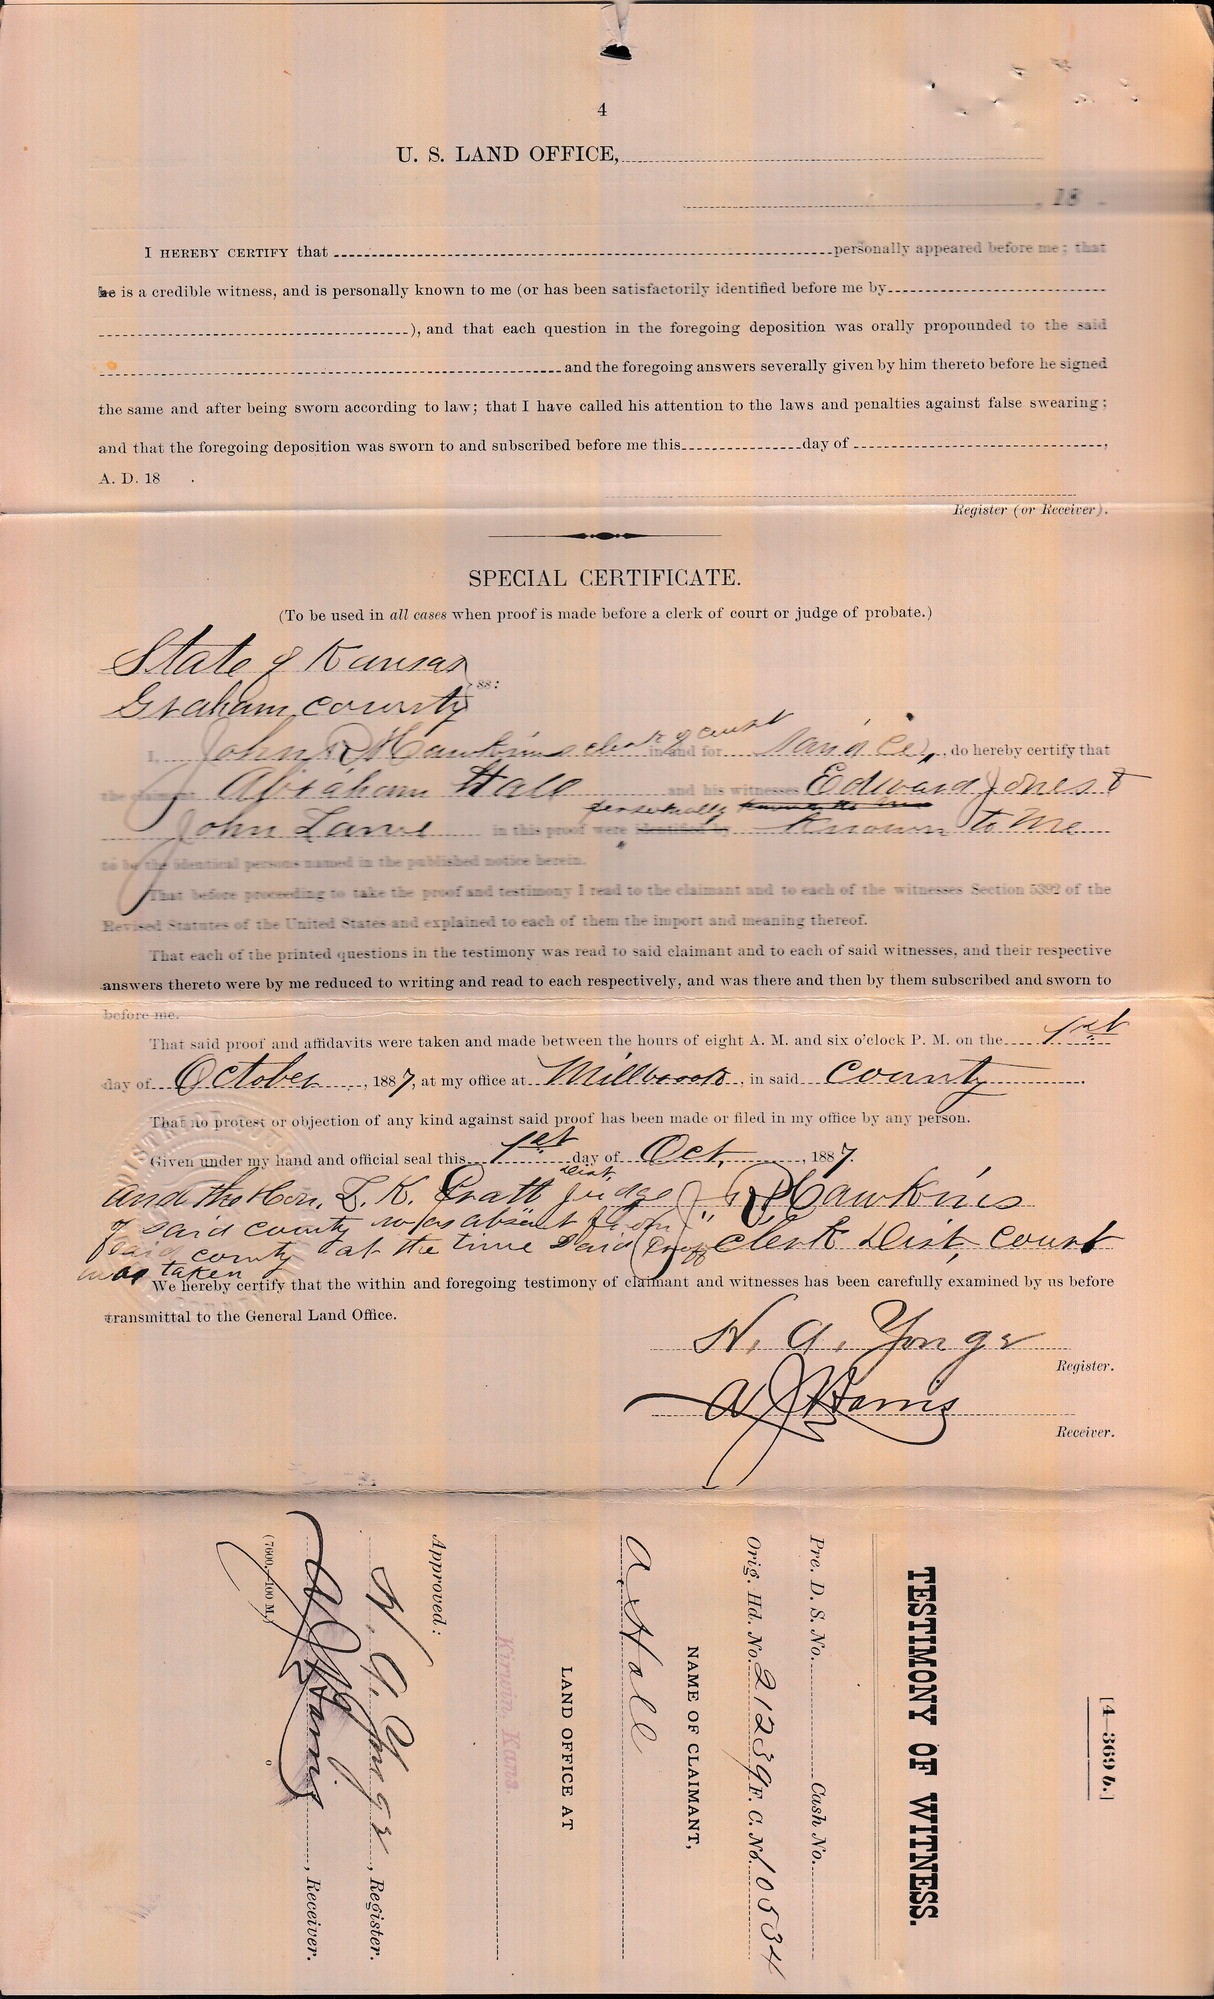 4
U. S. LAND OFFICE,
, 18 .
I HEREBY CERTIFY that personally appeared before me; that
he is a credible witness, and is personally known to me (or has been satisfactorily identified before me by
), and that each question in the foregoing deposition was orally propounded to the said
and the foregoing answers severally given by him thereto before he signed
the same and after being sworn according to law; that I have called his attention to the laws and penalties against false swearing;
and that the foregoing deposition was sworn to and subscribed before me this day of ,
A. D. 18 .
Register (or Receiver).
SPECIAL CERTIFICATE.
(To be used in all cases when proof is made before a clerk of court or judge of probate.)
State of Kansas
Graham county } ss:
I, John R Hawkins clerk of court in and for said Co, do hereby certify that
the claimant Abraham Hall and his witnesses Edward Jones &
personally known to me
John Lane in this proof were identified by Known to me
to be the identical persons named in the published notice herein.
That before proceeding to take the proof and testimony I read to the claimant and to each of the witnesses Section 5392 of the
Revised Statutes of the United States and explained to each of them the import and meaning thereof.
That each of the printed questions in the testimony was read to said claimant and to each of said witnesses, and their respective
answers thereto were by me reduced to writing and read to each respectively, and was there and then by them subscribed and sworn to
before me.
That said proof and affidavits were taken and made between the hours of eight A. M. and six o'clock P. M. on the 1st
day of October, 1887, at my office at Millbrook, in said County
That no protest or objection of any kind against said proof has been made or filed in my office by any person.
Given under my hand and official seal this 1st day of Oct, 1887.
Dist,
and the Hon, L. K. Pratt Judge J R Hawkins
of said county was absent from
said county at the time said proof Clerk Dist, Court
was taken
We hereby certify that the within and foregoing testimony of claimant and witnesses has been carefully examined by us before
transmittal to the General Land Office.
W. A. Yonge
Register.
A J Harris
Receiver.
[4—369 b.]
TESTIMONY OF WITNESS.
Pre. D. S. No. Cash No.
Orig. Hd. No. 21239 F. C. No. 10534
NAME OF CLAIMANT,
A Hall
LAND OFFICE AT
Kirwin, Kans.
Approved:
W. A. Yonge, Register.
A J Harris, Receiver.
(7600—100 M.)